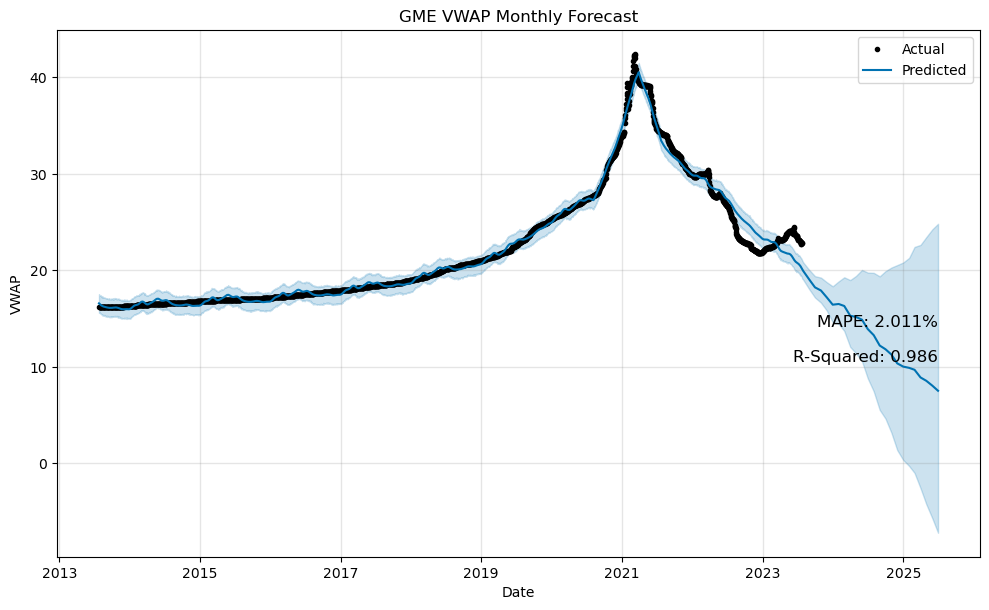 GME VWAP Monthly Forecast
Actual
Predicted
40
30
20
10
0
VWAP
MAPE: 2.011%
R-Squared: 0.986
2013
2015
2017
2019
2021
2023
2025
Date